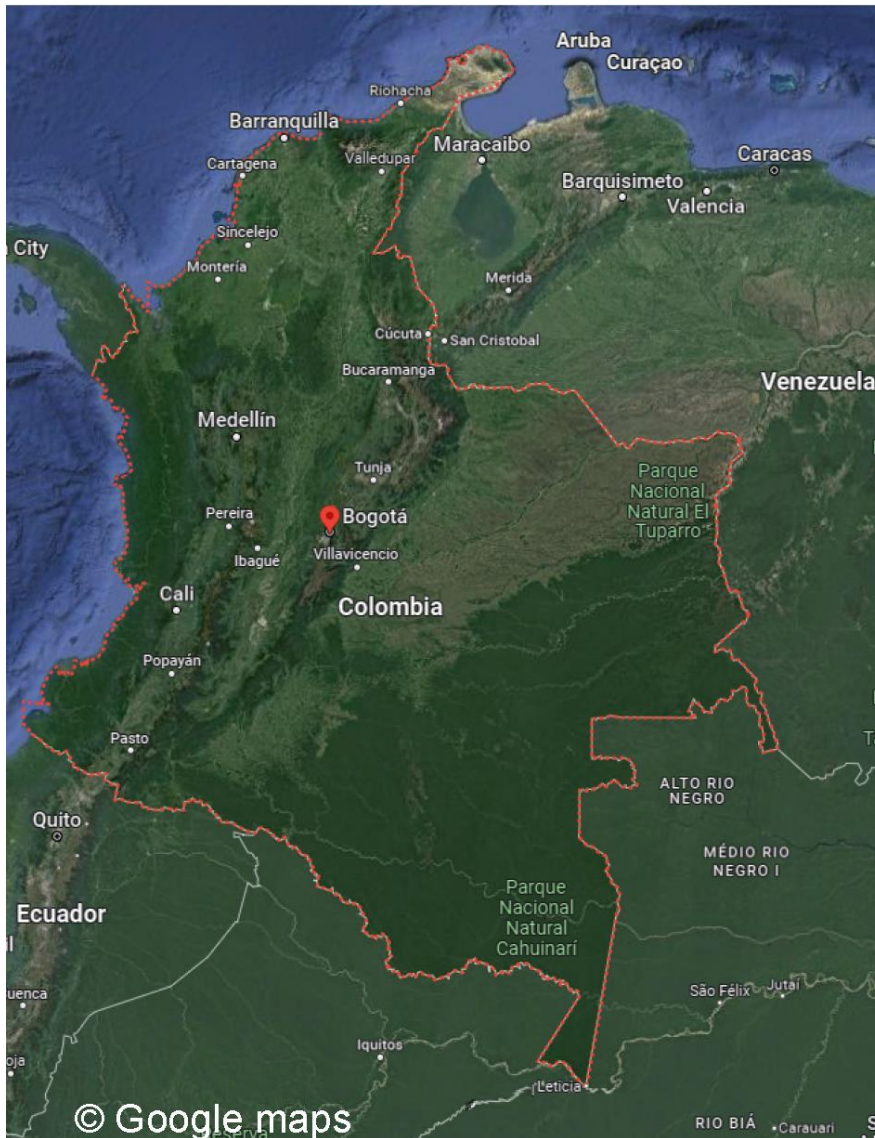 Aruba
Curaçao
Riohacha
Barranquilla
Maracaibo
Caracas
Cartagena
Valledupar
Barquisimeto
Valencia
Sincelejo
City
Montería
Merida
Cúcuta
San Cristobal
Bucaramanga
Venezuela
Medellín
Tunja
Parque
Nacional
Natural El
Tuparro
Pereira
Bogotá
Ibagué
Villavicencio
Cali
Colombia
Popayán
Pasto
ALTO RIO
NEGRO
Quito
MÉDIO RIO
NEGRO I
Parque
Nacional
Natural
Cahuinarí
Ecuador
São Félix
Jutaí
Iquitos
Leticia
© Google maps
RIO BIÁ
Carauari